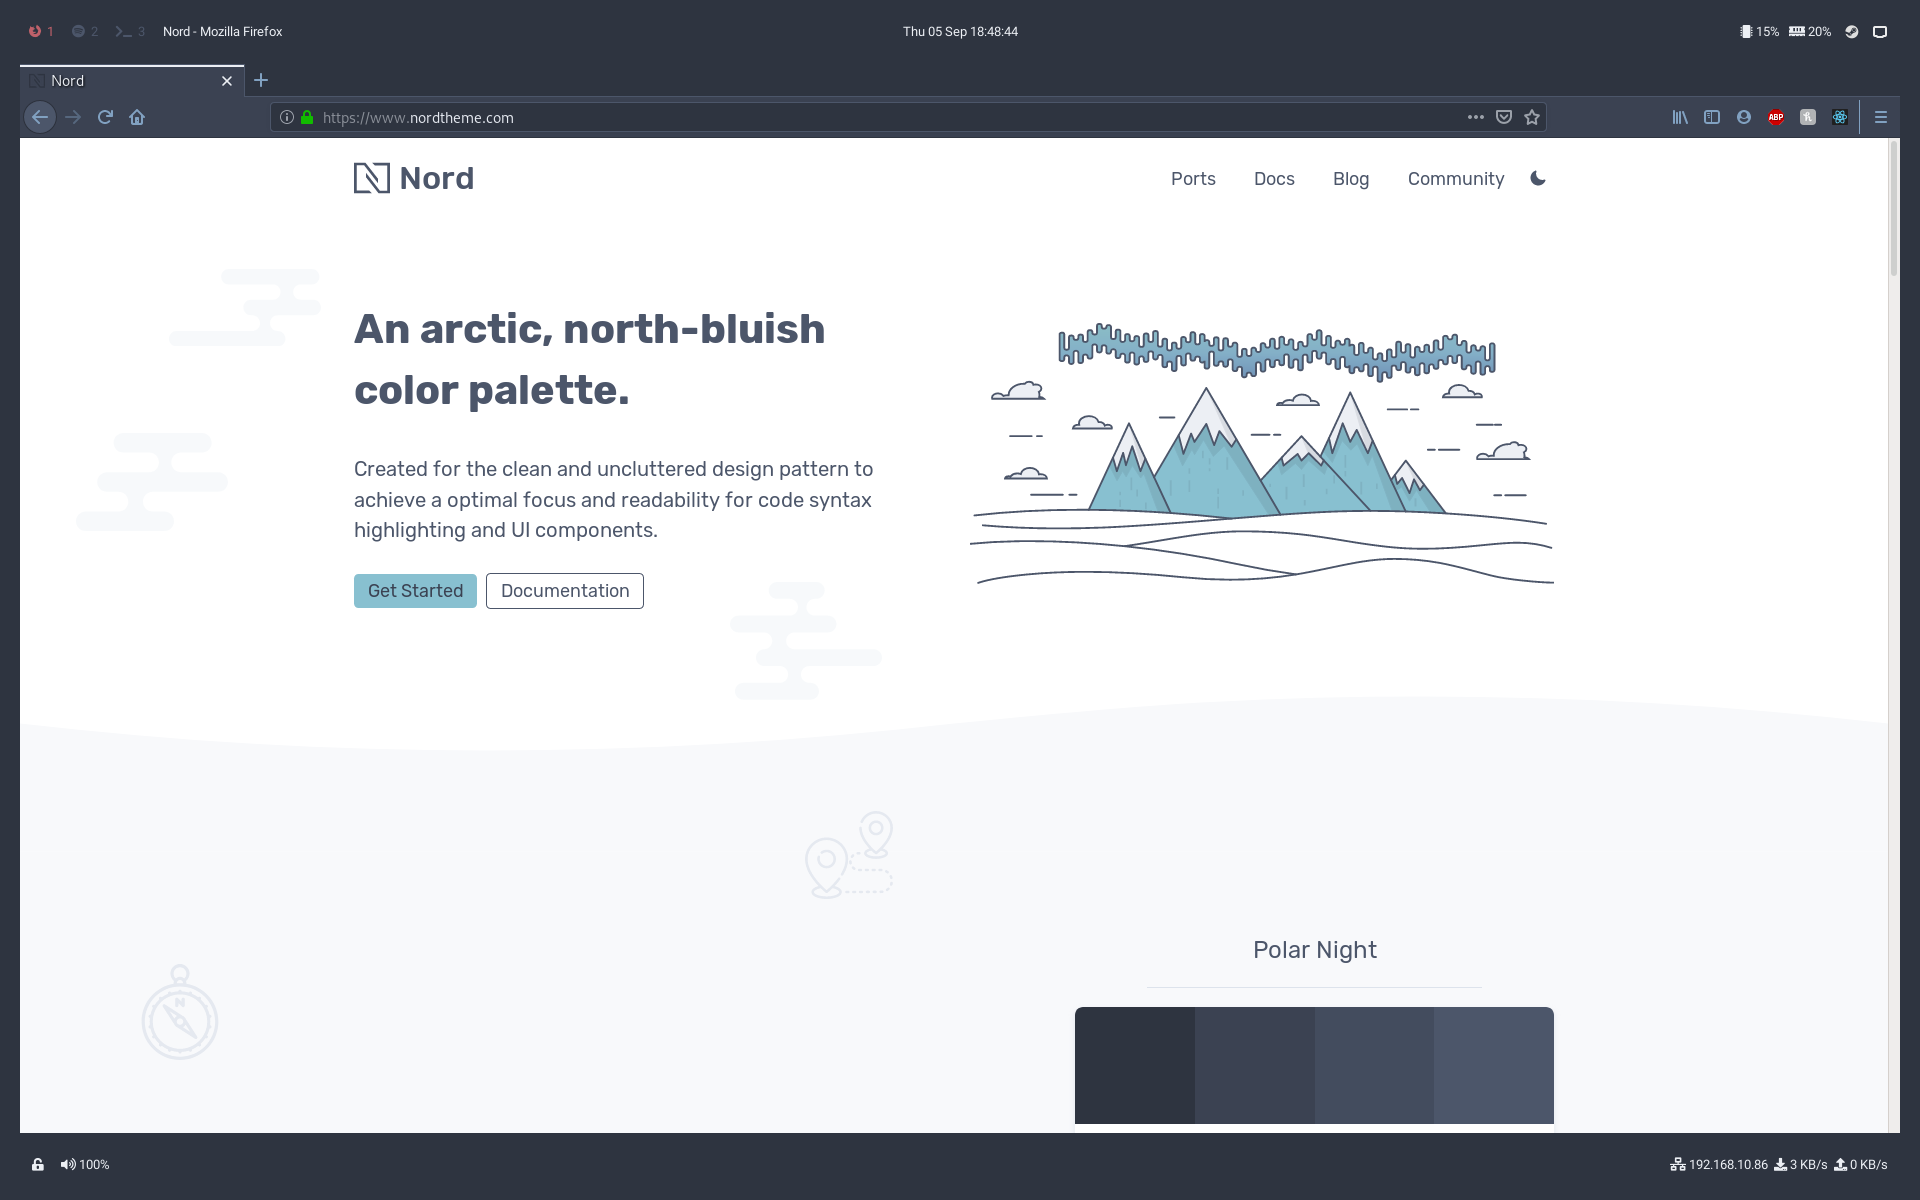 1 2 3 Nord - Mozilla Firefox
Thu 05 Sep 18:48:44
15% 20%
Nord
https://www.nordtheme.com
ABP
Nord
Ports Docs Blog Community
An arctic, north-bluish
color palette.
Created for the clean and uncluttered design pattern to
achieve a optimal focus and readability for code syntax
highlighting and UI components.
Get Started Documentation
N
Polar Night
100%
192.168.10.86 3 KB/s 0 KB/s